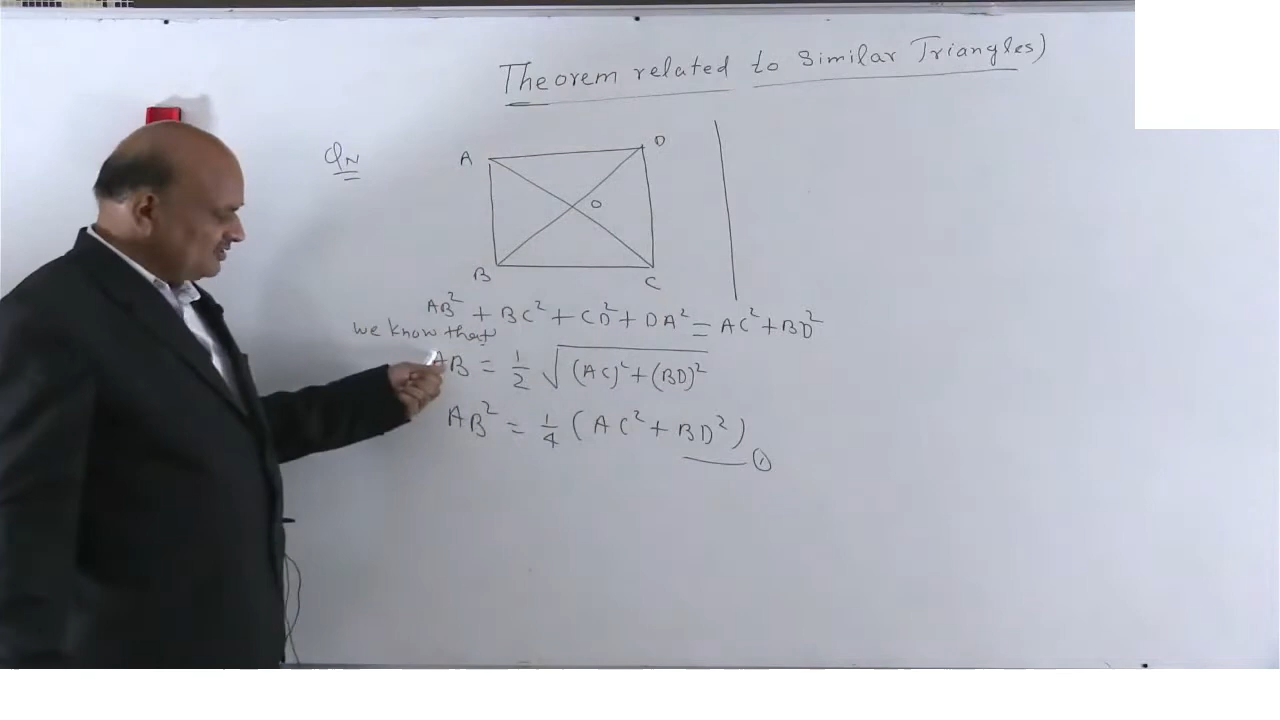 Theorem related to Similar Triangles)
QN
A
D
O
B
C
AB² + BC² + CD² + DA² = AC² + BD²
we know that
AB = 1/2 √(AC)² + (BD)²
AB² = 1/4 (AC² + BD²)
①